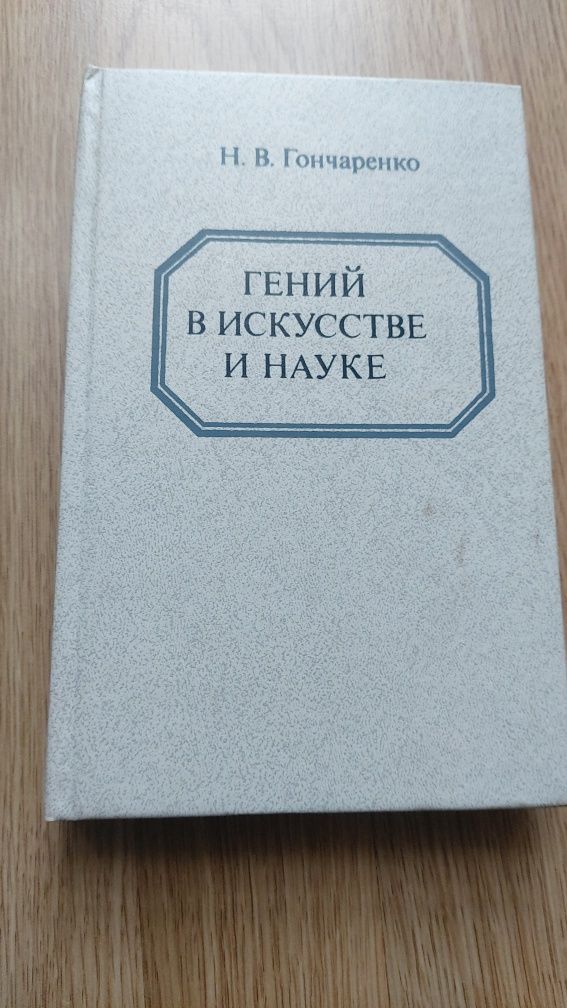 Н. В. Гончаренко
ГЕНИЙ
В ИСКУССТВЕ
И НАУКЕ